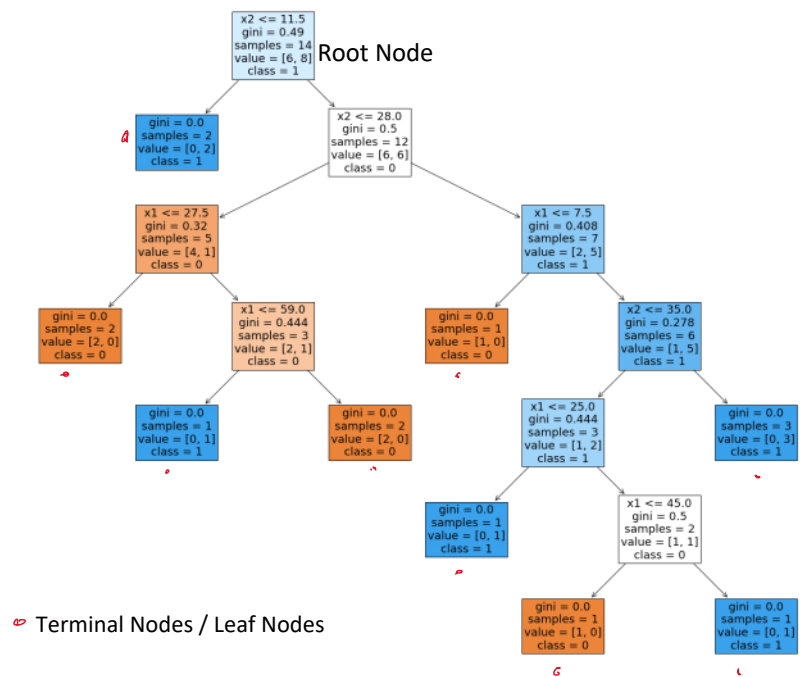 x2 <= 11.5
gini = 0.49
samples = 14
value = [6, 8]
class = 1
Root Node
gini = 0.0
samples = 2
value = [0, 2]
class = 1
x2 <= 28.0
gini = 0.5
samples = 12
value = [6, 6]
class = 0
x1 <= 27.5
gini = 0.32
samples = 5
value = [4, 1]
class = 0
x1 <= 7.5
gini = 0.408
samples = 7
value = [2, 5]
class = 1
gini = 0.0
samples = 2
value = [2, 0]
class = 0
x1 <= 59.0
gini = 0.444
samples = 3
value = [2, 1]
class = 0
gini = 0.0
samples = 1
value = [1, 0]
class = 0
x2 <= 35.0
gini = 0.278
samples = 6
value = [1, 5]
class = 1
gini = 0.0
samples = 1
value = [0, 1]
class = 1
gini = 0.0
samples = 2
value = [2, 0]
class = 0
x1 <= 25.0
gini = 0.444
samples = 3
value = [1, 2]
class = 1
gini = 0.0
samples = 3
value = [0, 3]
class = 1
gini = 0.0
samples = 1
value = [0, 1]
class = 1
x1 <= 45.0
gini = 0.5
samples = 2
value = [1, 1]
class = 0
gini = 0.0
samples = 1
value = [1, 0]
class = 0
gini = 0.0
samples = 1
value = [0, 1]
class = 1
Terminal Nodes / Leaf Nodes